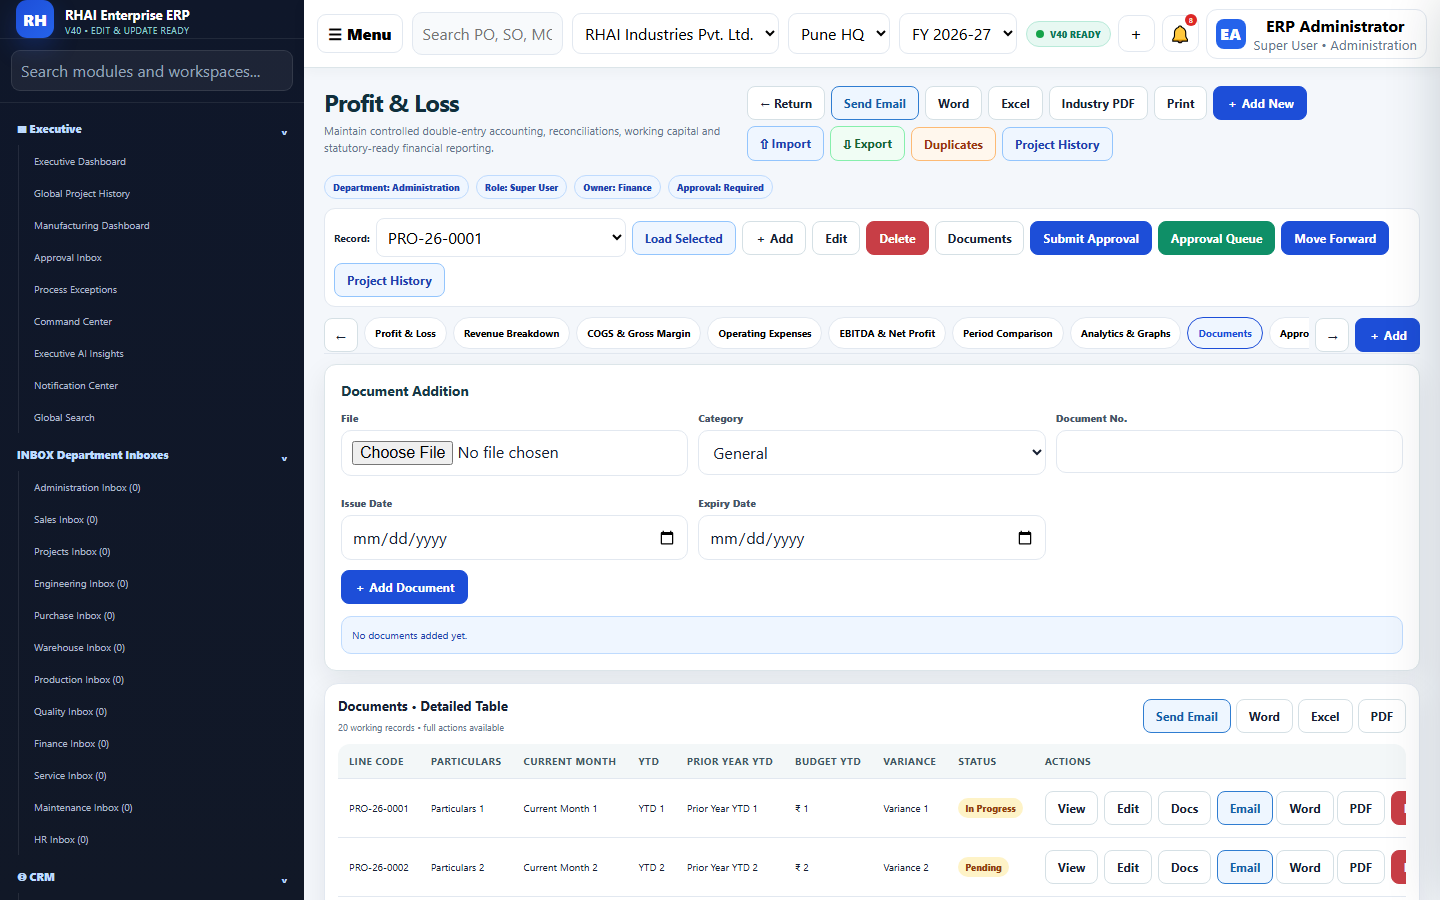 RH
RHAI Enterprise ERP
V40 • EDIT & UPDATE READY
Search modules and workspaces...
Executive
Executive Dashboard
Global Project History
Manufacturing Dashboard
Approval Inbox
Process Exceptions
Command Center
Executive AI Insights
Notification Center
Global Search
INBOX Department Inboxes
Administration Inbox (0)
Sales Inbox (0)
Projects Inbox (0)
Engineering Inbox (0)
Purchase Inbox (0)
Warehouse Inbox (0)
Production Inbox (0)
Quality Inbox (0)
Finance Inbox (0)
Service Inbox (0)
Maintenance Inbox (0)
HR Inbox (0)
CRM
☰ Menu
Search PO, SO, MC
RHAI Industries Pvt. Ltd.
Pune HQ
FY 2026-27
V40 READY
+
8
EA
ERP Administrator
Super User • Administration
Profit & Loss
Maintain controlled double-entry accounting, reconciliations, working capital and
statutory-ready financial reporting.
← Return
Send Email
Word
Excel
Industry PDF
Print
+ Add New
⇧ Import
⇩ Export
Duplicates
Project History
Department: Administration
Role: Super User
Owner: Finance
Approval: Required
Record:
PRO-26-0001
Load Selected
+ Add
Edit
Delete
Documents
Submit Approval
Approval Queue
Move Forward
Project History
←
Profit & Loss
Revenue Breakdown
COGS & Gross Margin
Operating Expenses
EBITDA & Net Profit
Period Comparison
Analytics & Graphs
Documents
Appro
→
+ Add
Document Addition
File
Category
Document No.
Choose File No file chosen
General
Issue Date
Expiry Date
mm/dd/yyyy
mm/dd/yyyy
+ Add Document
No documents added yet.
Documents • Detailed Table
20 working records • full actions available
Send Email
Word
Excel
PDF
LINE CODE PARTICULARS CURRENT MONTH YTD PRIOR YEAR YTD BUDGET YTD VARIANCE STATUS ACTIONS
PRO-26-0001 Particulars 1 Current Month 1 YTD 1 Prior Year YTD 1 ₹ 1 Variance 1 In Progress View Edit Docs Email Word PDF
PRO-26-0002 Particulars 2 Current Month 2 YTD 2 Prior Year YTD 2 ₹ 2 Variance 2 Pending View Edit Docs Email Word PDF